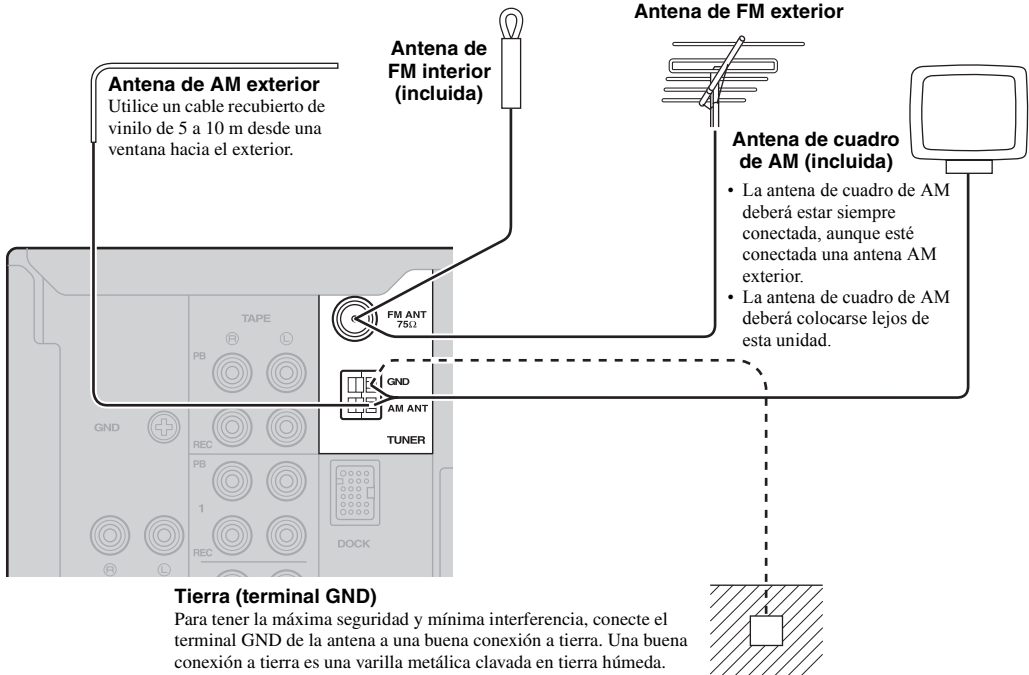 Antena de FM exterior
Antena de
FM interior
(incluida)
Antena de AM exterior
Utilice un cable recubierto de
vinilo de 5 a 10 m desde una
ventana hacia el exterior.
Antena de cuadro
de AM (incluida)
• La antena de cuadro de AM
deberá estar siempre
conectada, aunque esté
conectada una antena AM
exterior.
• La antena de cuadro de AM
deberá colocarse lejos de
esta unidad.
TAPE
R L
PB
REC
GND
PB
1
REC
R L
FM ANT
75Ω
GND
AM ANT
TUNER
DOCK
Tierra (terminal GND)
Para tener la máxima seguridad y mínima interferencia, conecte el
terminal GND de la antena a una buena conexión a tierra. Una buena
conexión a tierra es una varilla metálica clavada en tierra húmeda.